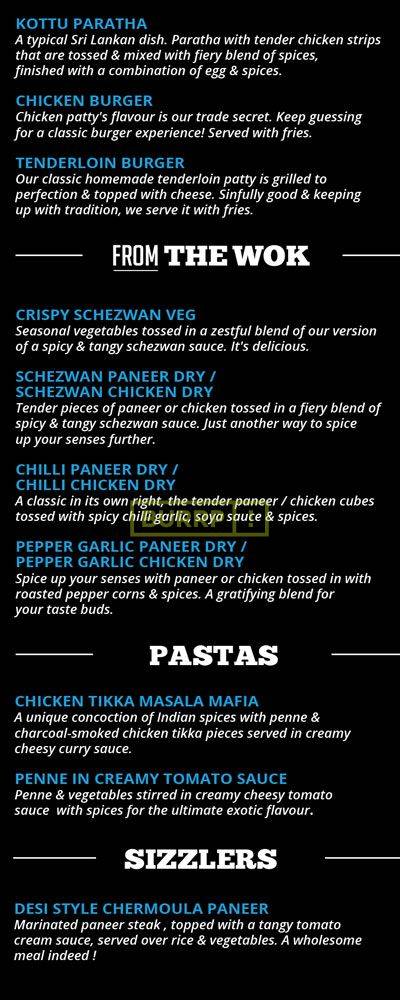 KOTTU PARATHA
A typical Sri Lankan dish. Paratha with tender chicken strips
that are tossed & mixed with fiery blend of spices,
finished with a combination of egg & spices.
CHICKEN BURGER
Chicken patty's flavour is our trade secret. Keep guessing
for a classic burger experience! Served with fries.
TENDERLOIN BURGER
Our classic homemade tenderloin patty is grilled to
perfection & topped with cheese. Sinfully good & keeping
up with tradition, we serve it with fries.
FROM THE WOK
CRISPY SCHEZWAN VEG
Seasonal vegetables tossed in a zestful blend of our version
of a spicy & tangy schezwan sauce. It's delicious.
SCHEZWAN PANEER DRY /
SCHEZWAN CHICKEN DRY
Tender pieces of paneer or chicken tossed in a fiery blend of
spicy & tangy schezwan sauce. Just another way to spice
up your senses further.
CHILLI PANEER DRY /
CHILLI CHICKEN DRY
A classic in its own right, the tender paneer / chicken cubes
tossed with spicy chilli garlic, soya sauce & spices.
BURRP!
PEPPER GARLIC PANEER DRY /
PEPPER GARLIC CHICKEN DRY
Spice up your senses with paneer or chicken tossed in with
roasted pepper corns & spices. A gratifying blend for
your taste buds.
PASTAS
CHICKEN TIKKA MASALA MAFIA
A unique concoction of Indian spices with penne &
charcoal-smoked chicken tikka pieces served in creamy
cheesy curry sauce.
PENNE IN CREAMY TOMATO SAUCE
Penne & vegetables stirred in creamy cheesy tomato
sauce with spices for the ultimate exotic flavour.
SIZZLERS
DESI STYLE CHERMOULA PANEER
Marinated paneer steak , topped with a tangy tomato
cream sauce, served over rice & vegetables. A wholesome
meal indeed !